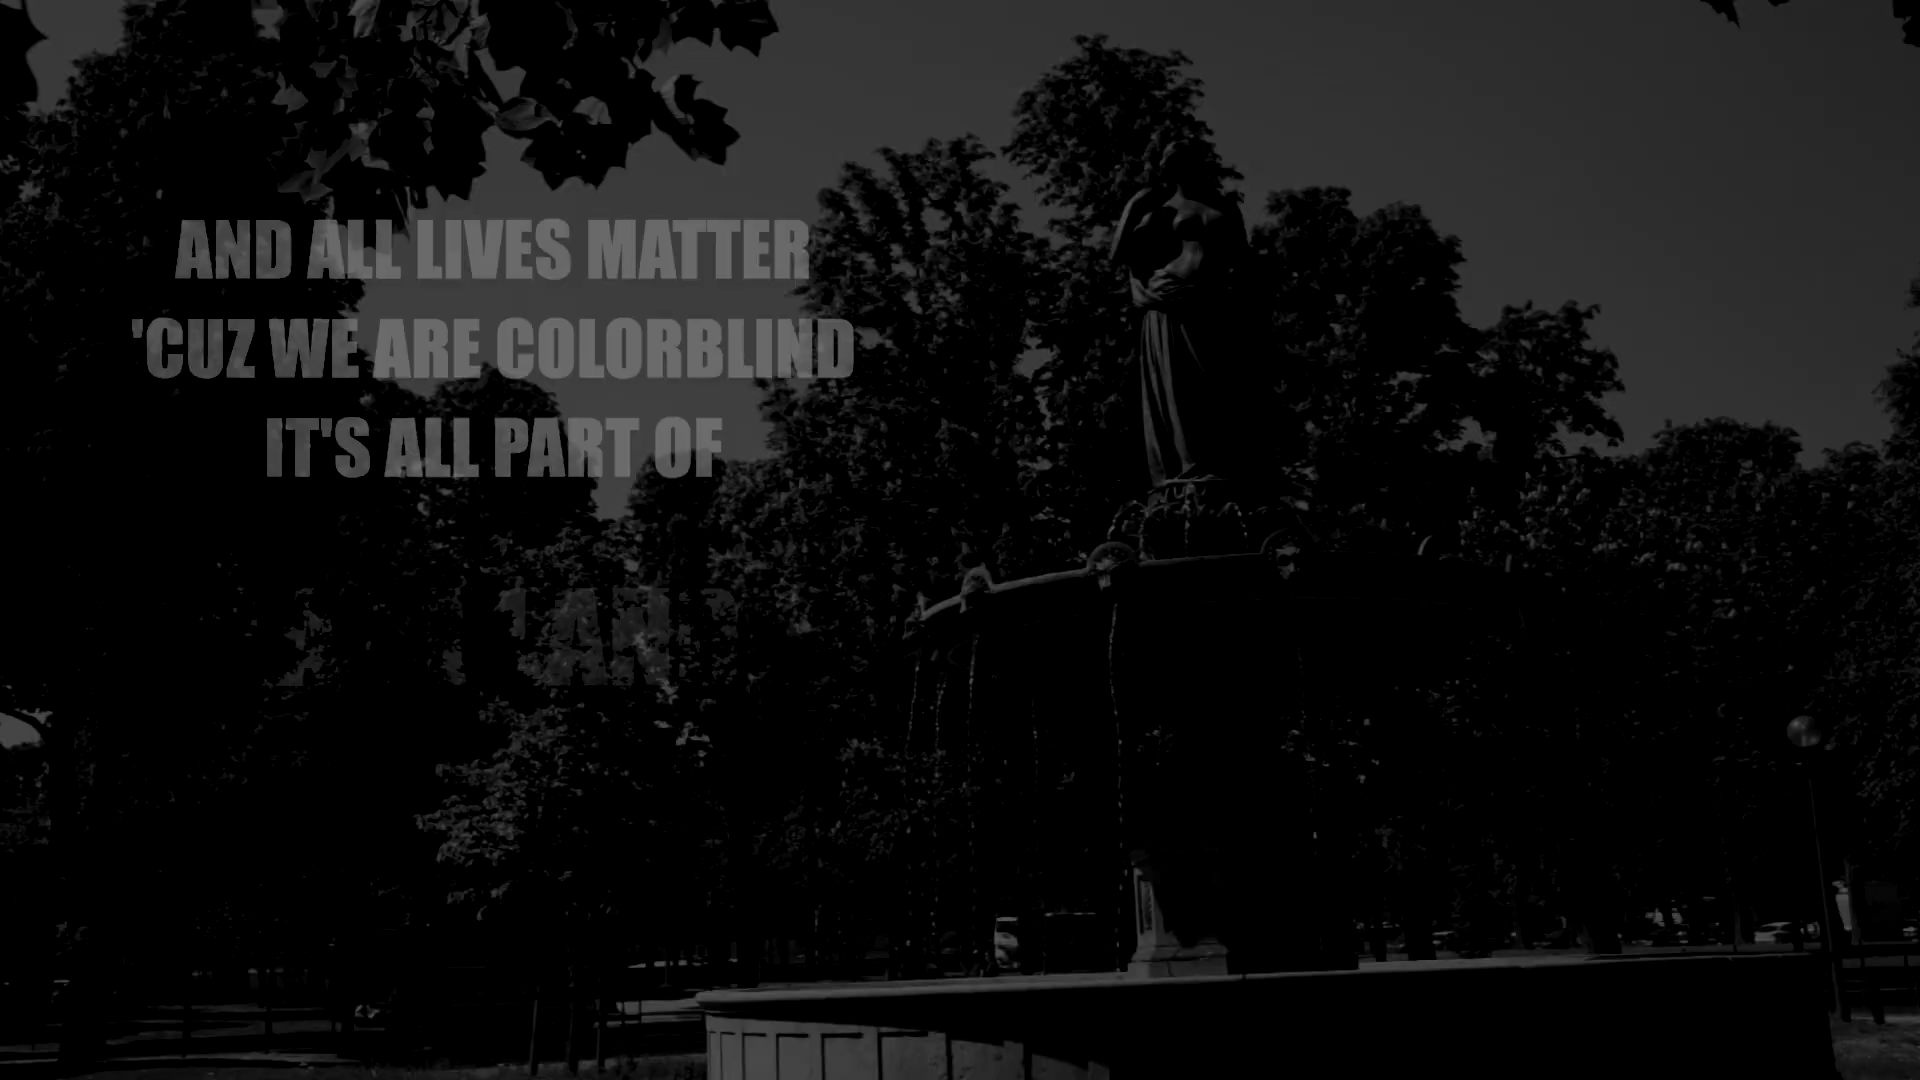 AND ALL LIVES MATTER
'CUZ WE ARE COLORBLIND
IT'S ALL PART OF